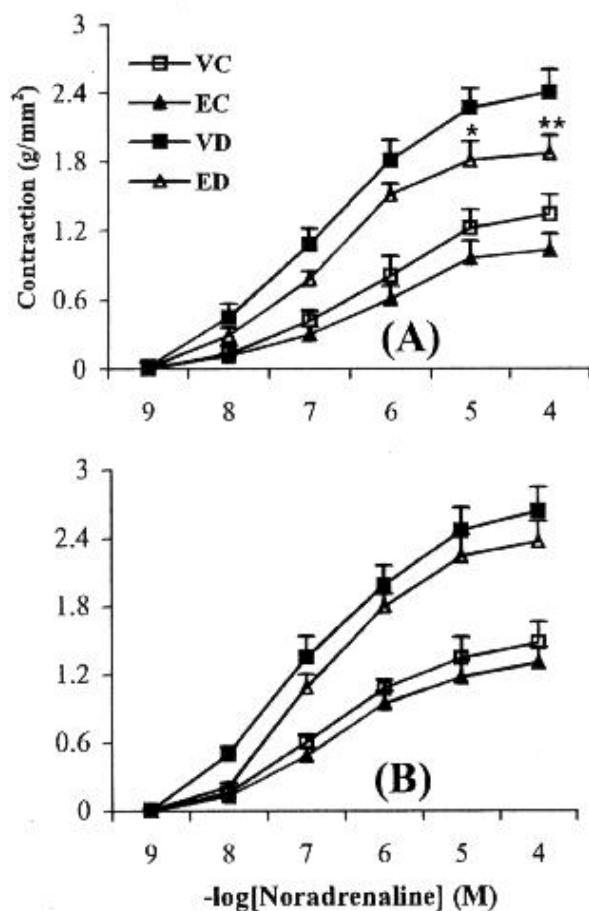 3
2.4
1.8
1.2
0.6
0
Contraction (g/mm²)
VC
EC
VD
ED
*
**
(A)
9 8 7 6 5 4
3
2.4
1.8
1.2
0.6
0
(B)
9 8 7 6 5 4
-log[Noradrenaline] (M)